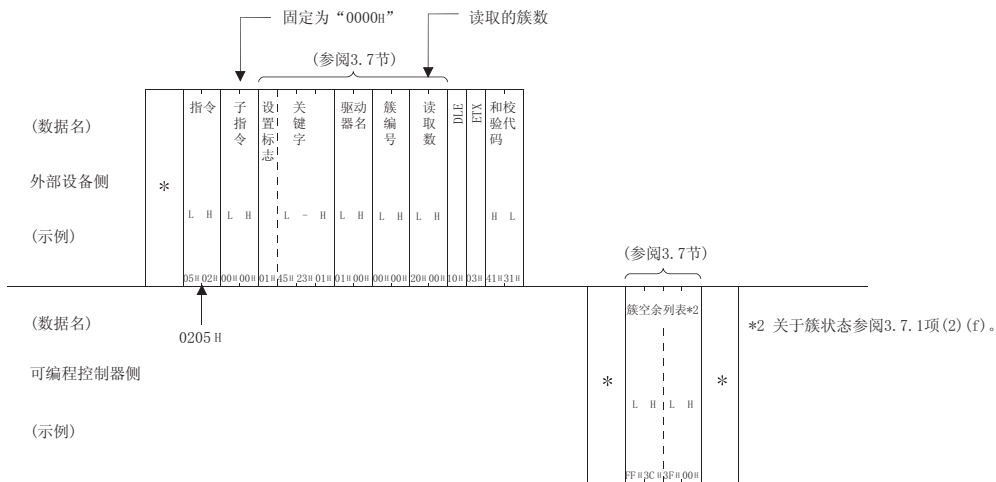 固定为“0000H”
读取的簇数
(参阅3.7节)
(数据名)
指令
子指令
设置标志
关键字
驱动器名
簇编号
读取数
DLE
ETX
和校验代码
外部设备侧
*
L H L H L - H L H L H L H H L
(示例)
05H 02H 00H 00H 01H 45H 23H 01H 01H 00H 00H 00H 20H 00H 10H 03H 41H 31H
(参阅3.7节)
(数据名)
0205H
簇空余列表*2
*2 关于簇状态参阅3.7.1项(2)(f)。
可编程控制器侧
* *
L H L H
(示例)
FFH 3CH 3FH 00H